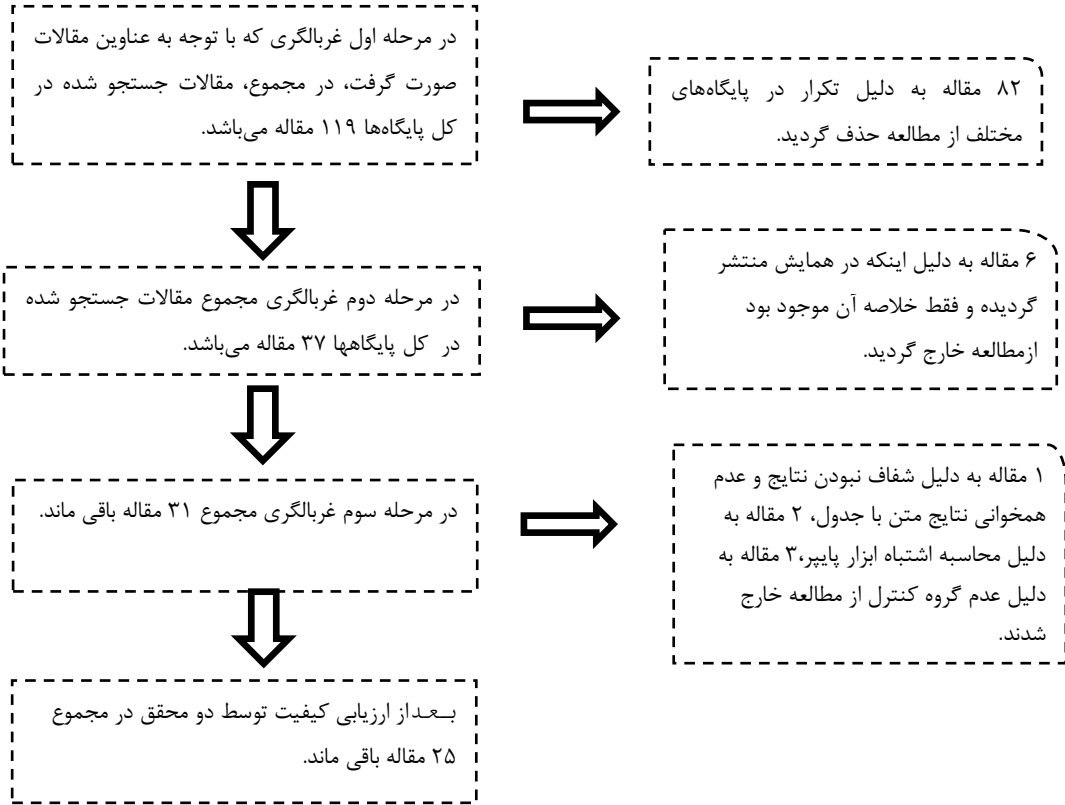 در مرحله اول غربالگری که با توجه به عناوین مقالات
صورت گرفت، در مجموع، مقالات جستجو شده در
کل پایگاه‌ها ۱۱۹ مقاله می‌باشد.
۸۲ مقاله به دلیل تکرار در پایگاه‌های
مختلف از مطالعه حذف گردید.
در مرحله دوم غربالگری مجموع مقالات جستجو شده
در کل پایگاهها ۳۷ مقاله می‌باشد.
۶ مقاله به دلیل اینکه در همایش منتشر
گردیده و فقط خلاصه آن موجود بود
ازمطالعه خارج گردید.
در مرحله سوم غربالگری مجموع ۳۱ مقاله باقی ماند.
۱ مقاله به دلیل شفاف نبودن نتایج و عدم
همخوانی نتایج متن با جدول، ۲ مقاله به
دلیل محاسبه اشتباه ابزار پایپر،۳ مقاله به
دلیل عدم گروه کنترل از مطالعه خارج
شدند.
بـعـداز ارزیابی کیفیت توسط دو محقق در مجموع
۲۵ مقاله باقی ماند.